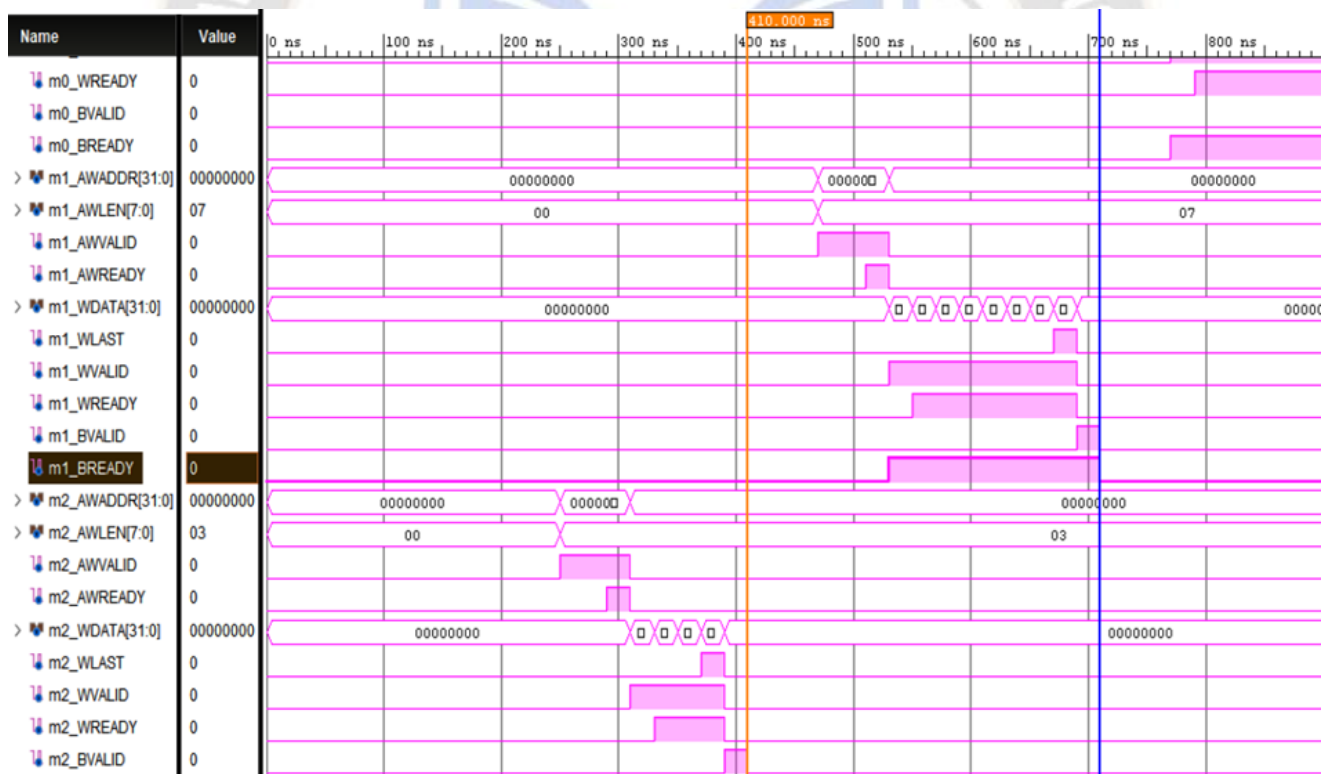 410.000 ns
Name Value 0 ns 100 ns 200 ns 300 ns 400 ns 500 ns 600 ns 700 ns 800 ns
m0_WREADY 0
m0_BVALID 0
m0_BREADY 0
m1_AWADDR[31:0] 00000000 00000000 000000 00000000
m1_AWLEN[7:0] 07 00 07
m1_AWVALID 0
m1_AWREADY 0
m1_WDATA[31:0] 00000000 00000000 00000
m1_WLAST 0
m1_WVALID 0
m1_WREADY 0
m1_BVALID 0
m1_BREADY 0
m2_AWADDR[31:0] 00000000 00000000 000000 00000000
m2_AWLEN[7:0] 03 00 03
m2_AWVALID 0
m2_AWREADY 0
m2_WDATA[31:0] 00000000 00000000 00000000
m2_WLAST 0
m2_WVALID 0
m2_WREADY 0
m2_BVALID 0